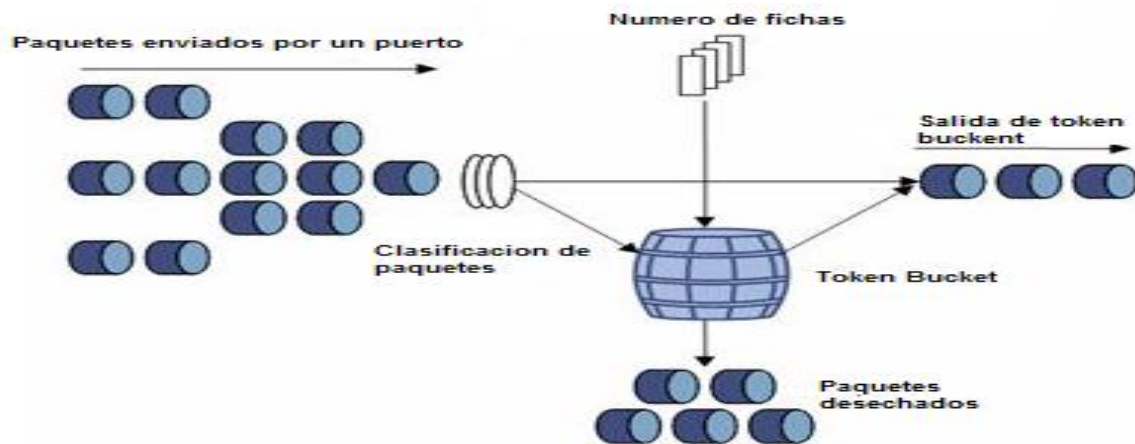 Numero de fichas
Paquetes enviados por un puerto
Salida de token
buckent
Clasificacion de
paquetes
Token Bucket
Paquetes
desechados